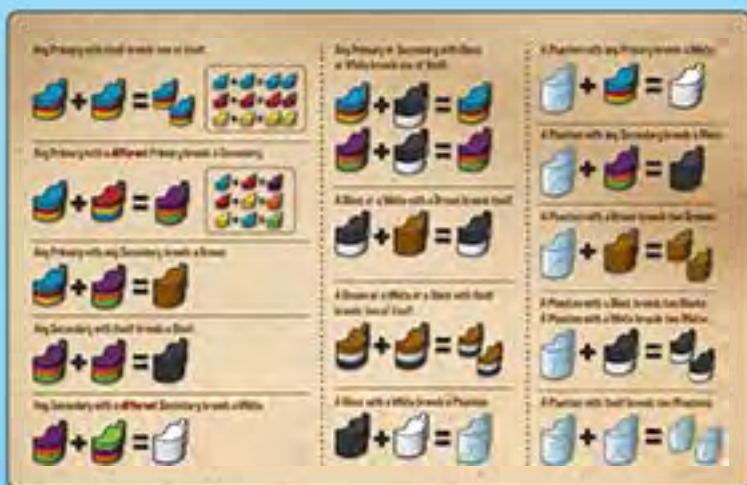 Any Primary with itself breeds two of itself
Any Primary with a different Primary breeds a Secondary
Any Primary with any Secondary breeds a Brown
Any Secondary with itself breeds a Black
Any Secondary with a different Secondary breeds a White
Any Primary or Secondary with Black
or White breeds one of itself
A Black or a White with a Brown breeds itself
A Brown or a White or a Black with itself
breeds two of itself
A Black with a White breeds a Phantom
A Phantom with any Primary breeds a White
A Phantom with any Secondary breeds a Black
A Phantom with a Brown breeds two Browns
A Phantom with a Black breeds two Blacks
A Phantom with a White breeds two Whites
A Phantom with itself breeds two Phantoms